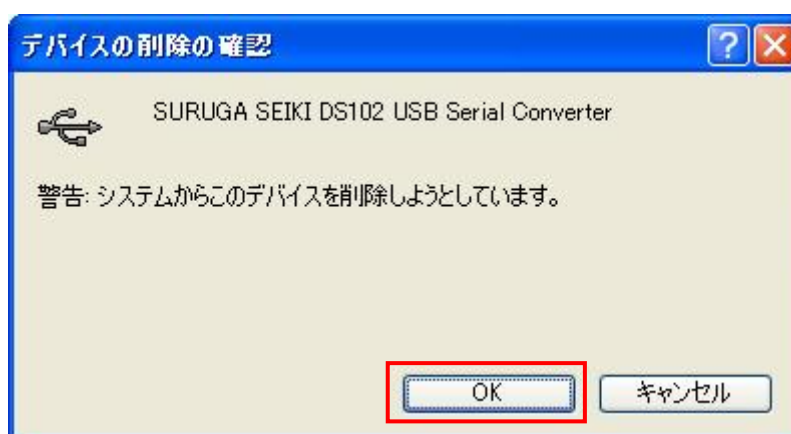 デバイスの削除の確認
SURUGA SEIKI DS102 USB Serial Converter
警告: システムからこのデバイスを削除しようとしています。
OK
キャンセル